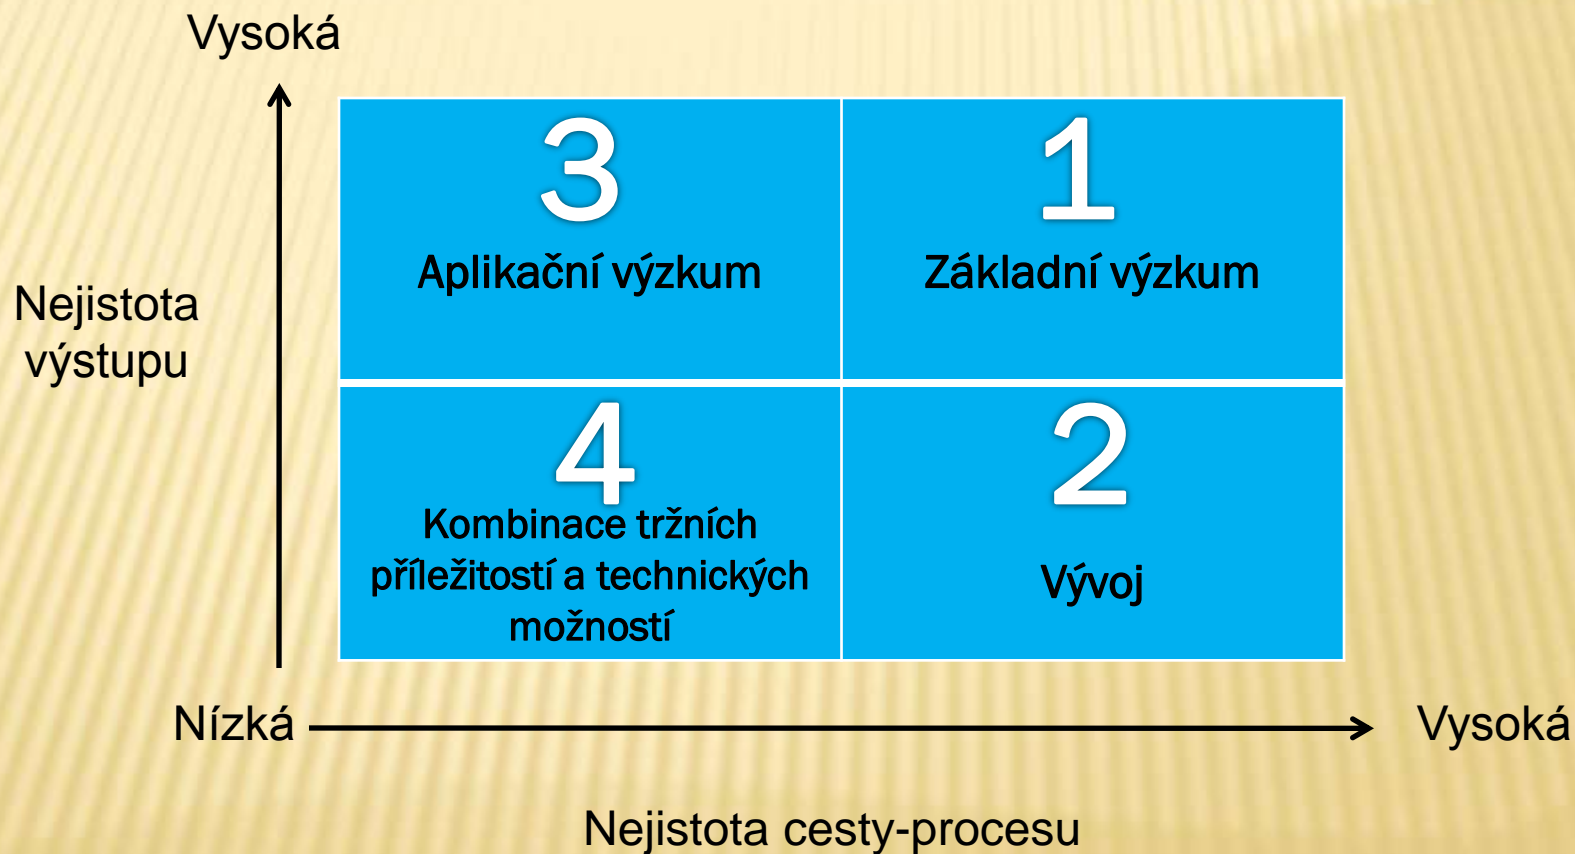 Vysoká
3
Aplikační výzkum
1
Základní výzkum
Nejistota
výstupu
4
Kombinace tržních
příležitostí a technických
možností
2
Vývoj
Nízká
Vysoká
Nejistota cesty-procesu